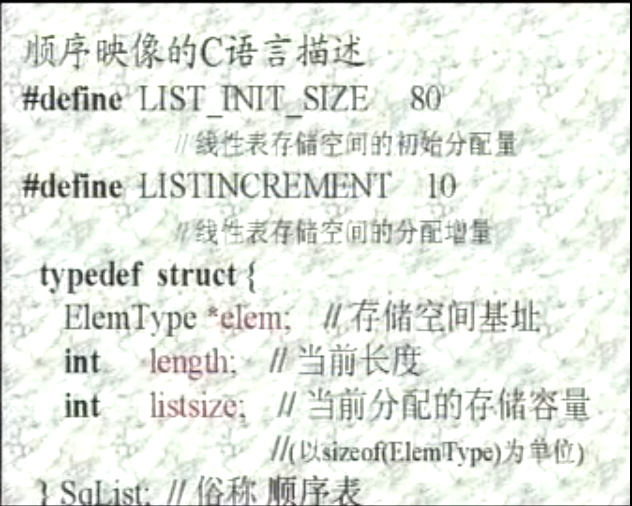 顺序映像的C语言描述
#define LIST_INIT_SIZE 80
// 线性表存储空间的初始分配量
#define LISTINCREMENT 10
// 线性表存储空间的分配增量
typedef struct {
ElemType *elem; // 存储空间基址
int length; // 当前长度
int listsize; // 当前分配的存储容量
//(以sizeof(ElemType)为单位)
} SqList; // 俗称 顺序表